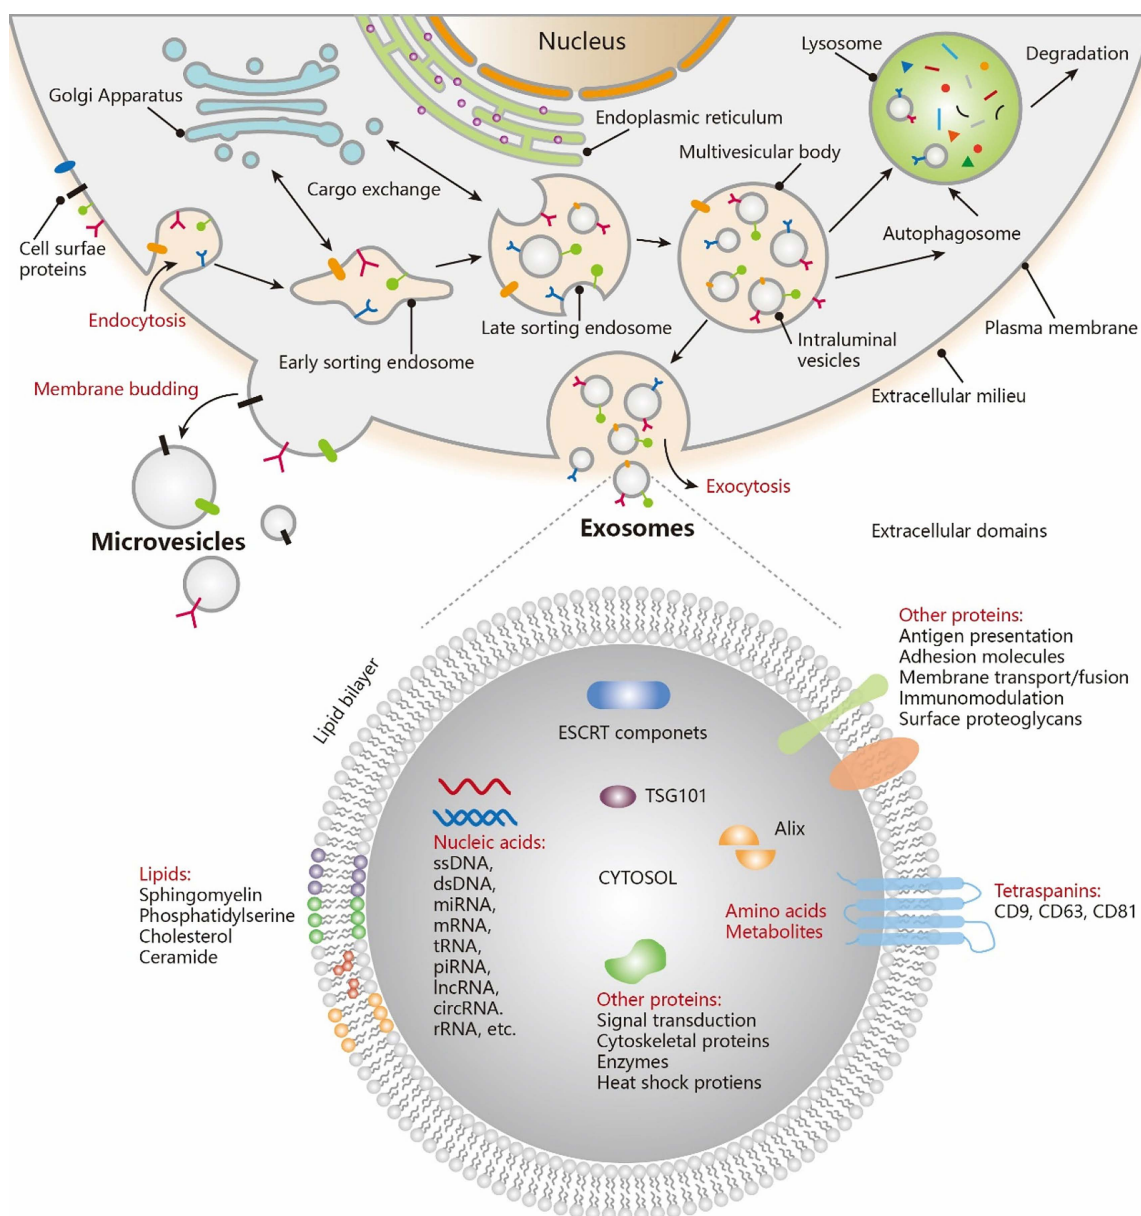 Nucleus
Lysosome
Degradation
Golgi Apparatus
Endoplasmic reticulum
Multivesicular body
Cargo exchange
Cell surfae
proteins
Autophagosome
Endocytosis
Late sorting endosome
Plasma membrane
Early sorting endosome
Intraluminal
vesicles
Membrane budding
Extracellular milieu
Exocytosis
Microvesicles
Exosomes
Extracellular domains
Other proteins:
Antigen presentation
Adhesion molecules
Membrane transport/fusion
Immunomodulation
Surface proteoglycans
Lipid bilayer
ESCRT componets
TSG101
Alix
Nucleic acids:
ssDNA,
dsDNA,
miRNA,
mRNA,
tRNA,
piRNA,
lncRNA,
circRNA.
rRNA, etc.
CYTOSOL
Lipids:
Sphingomyelin
Phosphatidylserine
Cholesterol
Ceramide
Amino acids
Metabolites
Tetraspanins:
CD9, CD63, CD81
Other proteins:
Signal transduction
Cytoskeletal proteins
Enzymes
Heat shock protiens